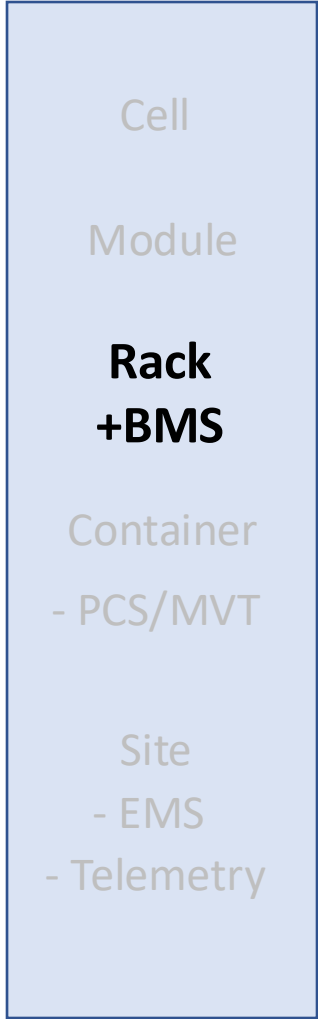 Cell
Module
Rack
+BMS
Container
- PCS/MVT
Site
- EMS
- Telemetry